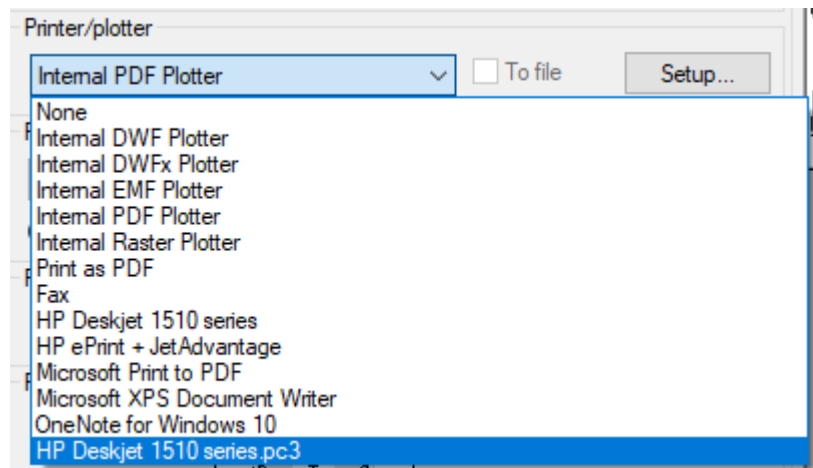 Printer/plotter
Internal PDF Plotter To file Setup...
None
Internal DWF Plotter
Internal DWFx Plotter
Internal EMF Plotter
Internal PDF Plotter
Internal Raster Plotter
Print as PDF
Fax
HP Deskjet 1510 series
HP ePrint + JetAdvantage
Microsoft Print to PDF
Microsoft XPS Document Writer
OneNote for Windows 10
HP Deskjet 1510 series.pc3